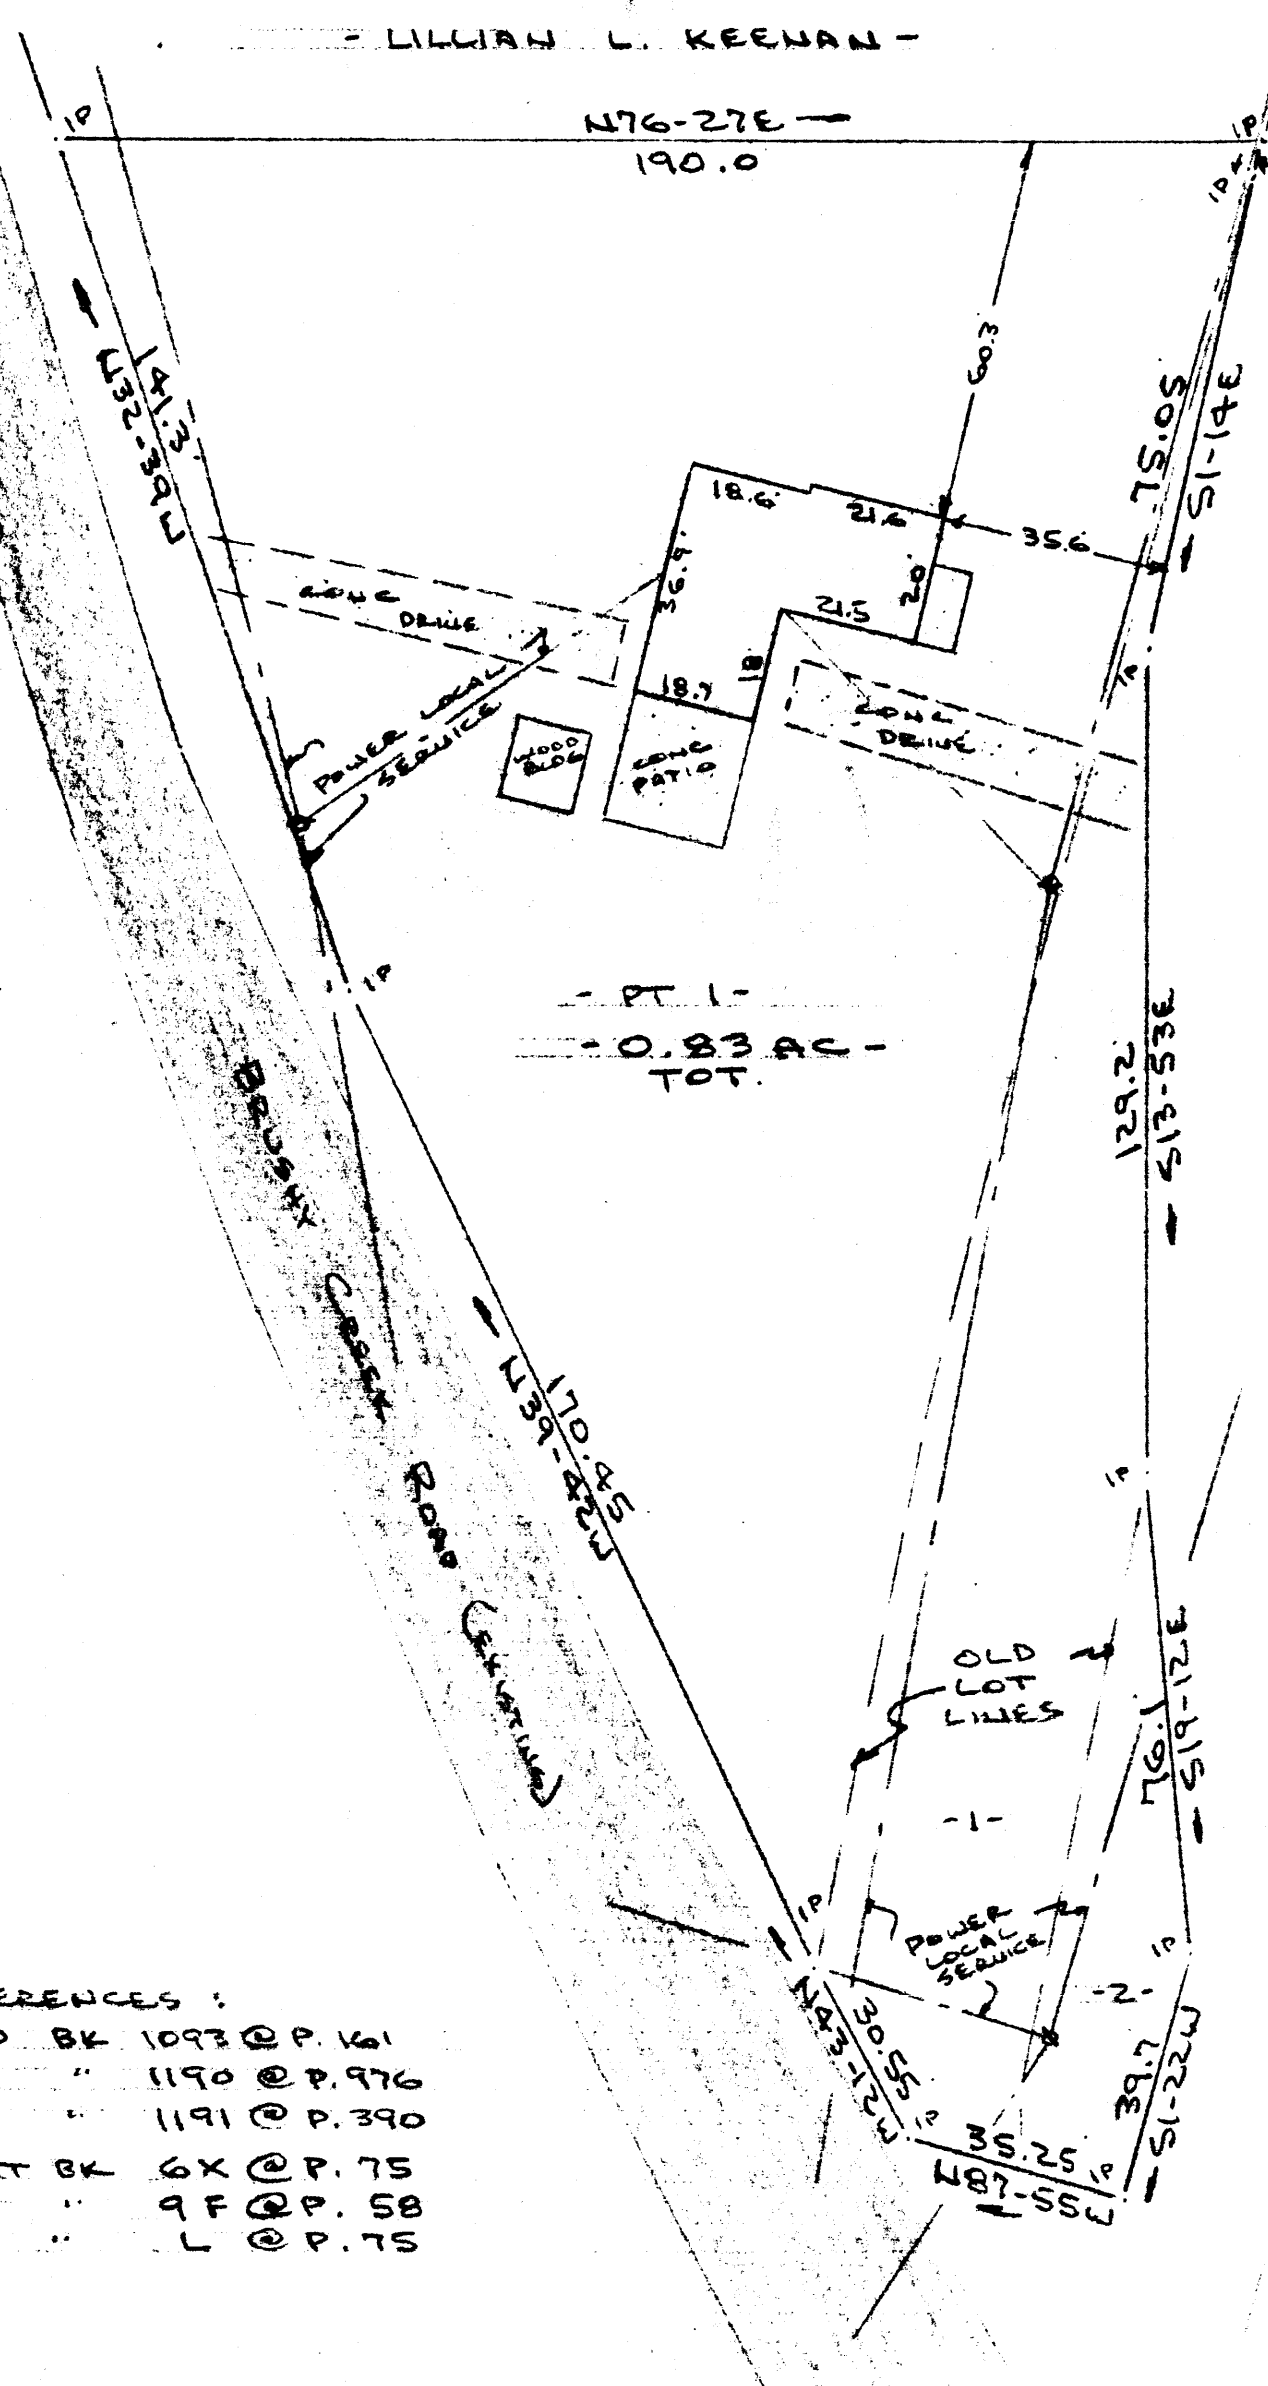 - LILLIAN L. KEENAN -
IP
N76-27E
190.0
IP
IP
141.3'
N32-39W
60.3
75.05
S1-14E
18.6'
21.6
35.6
36.9'
20
21.5
18
18.7
CONC
DRIVE
POWER LOCAL
SERVICE
WOOD
BLDG
CONC
PATIO
CONC
DRIVE
IP
IP
- PT 1 -
- 0.83 AC -
TOT.
129.2
S13-53E
BRUSHY CREEK ROAD (EXISTING)
170.45
N39-42W
IP
OLD
LOT
LINES
76.1
S19-12E
-1-
IP
POWER
LOCAL
SERVICE
IP
-2-
30.55
N43-12W
39.7
S1-22W
IP
35.25
IP
N87-55W
ERENCES :
BK 1093 @ P. 161
" 1190 @ P. 976
" 1191 @ P. 390
T BK 6X @ P. 75
" 9F @ P. 58
" L @ P. 75